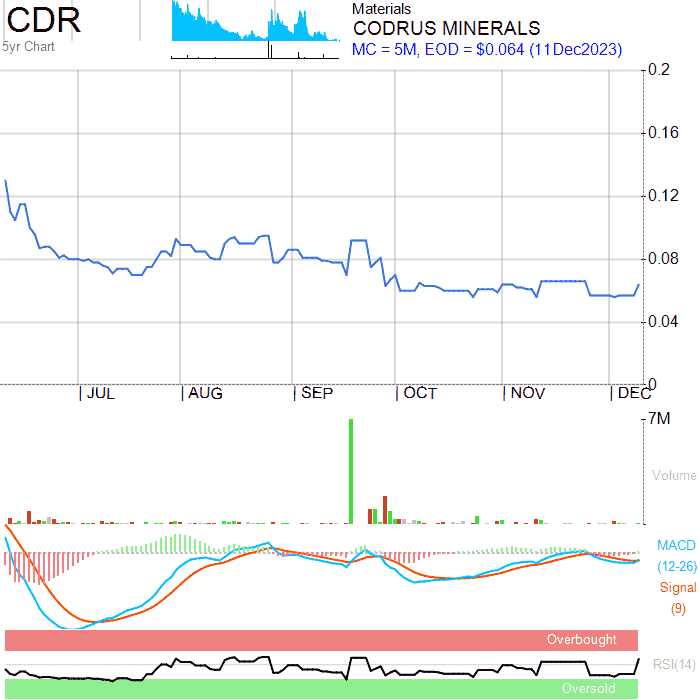 CDR
5yr Chart
Materials
CODRUS MINERALS
MC = 5M, EOD = $0.064 (11Dec2023)
0.2
0.16
0.12
0.08
0.04
0
JUL AUG SEP OCT NOV DEC
7M
Volume
MACD
(12-26)
Signal
(9)
Overbought
RSI(14)
Oversold